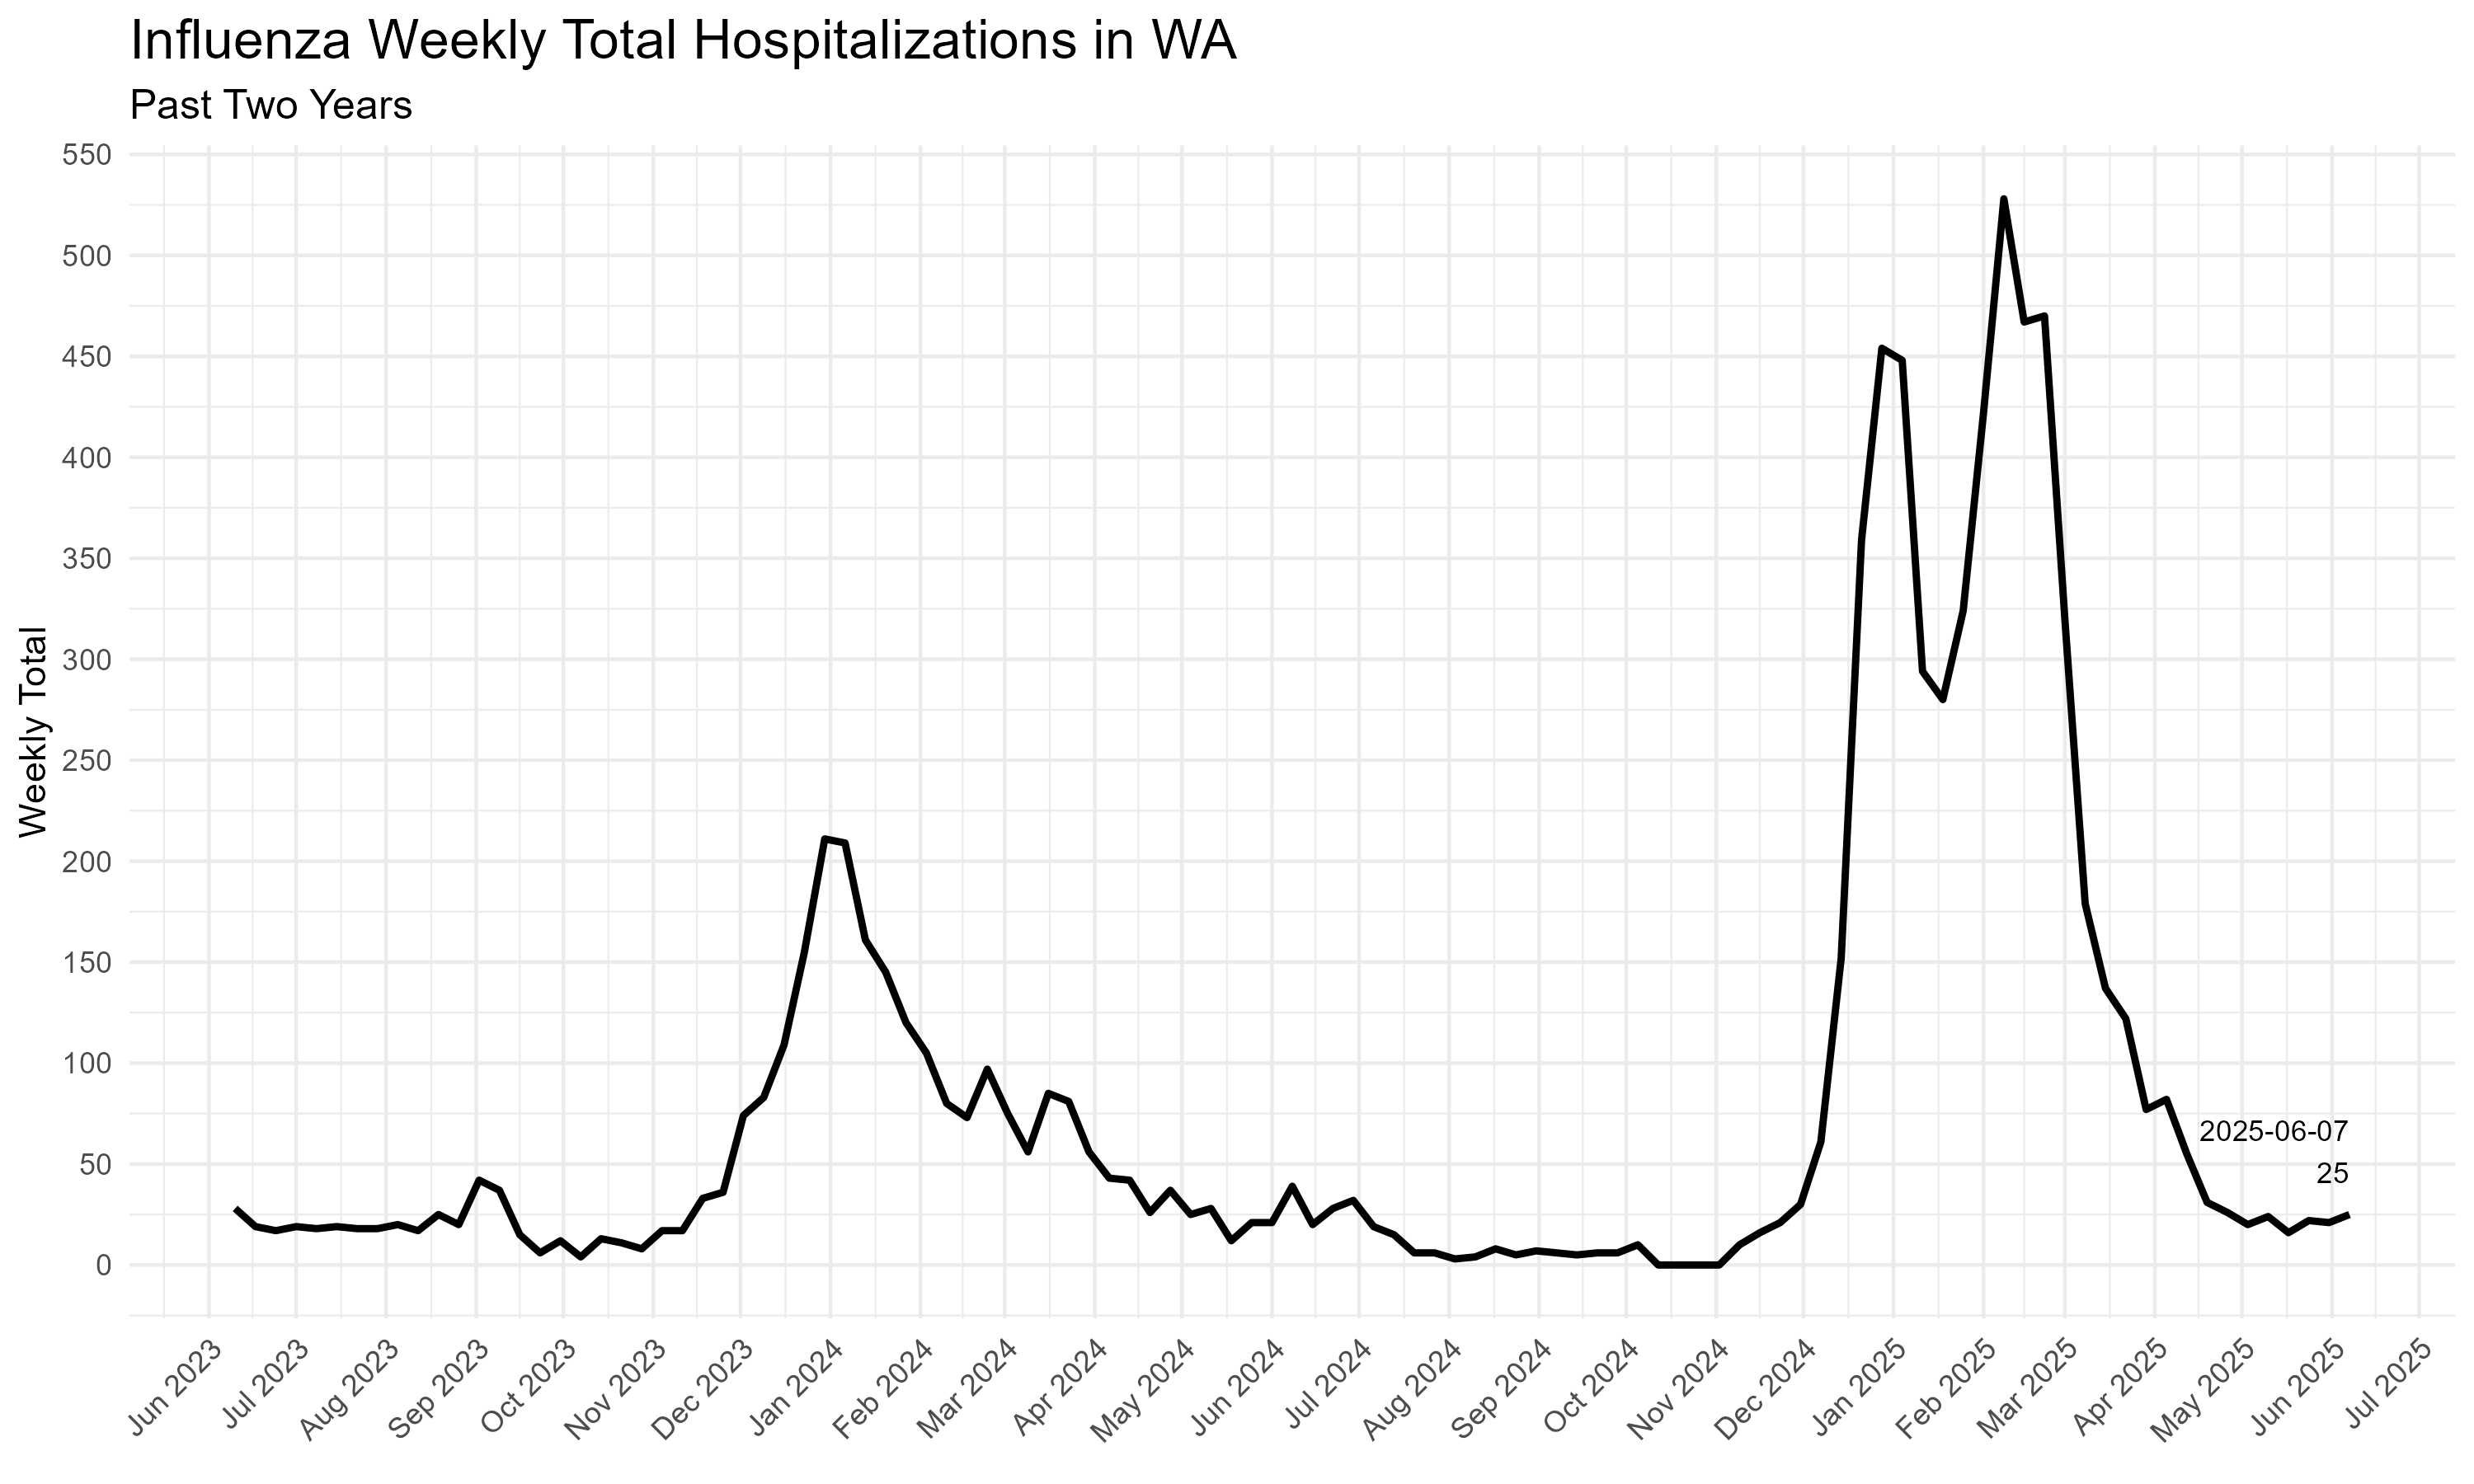 Influenza Weekly Total Hospitalizations in WA
Past Two Years
Weekly Total
550
500
450
400
350
300
250
200
150
100
50
0
2025-06-07
25
Jun 2023
Jul 2023
Aug 2023
Sep 2023
Oct 2023
Nov 2023
Dec 2023
Jan 2024
Feb 2024
Mar 2024
Apr 2024
May 2024
Jun 2024
Jul 2024
Aug 2024
Sep 2024
Oct 2024
Nov 2024
Dec 2024
Jan 2025
Feb 2025
Mar 2025
Apr 2025
May 2025
Jun 2025
Jul 2025